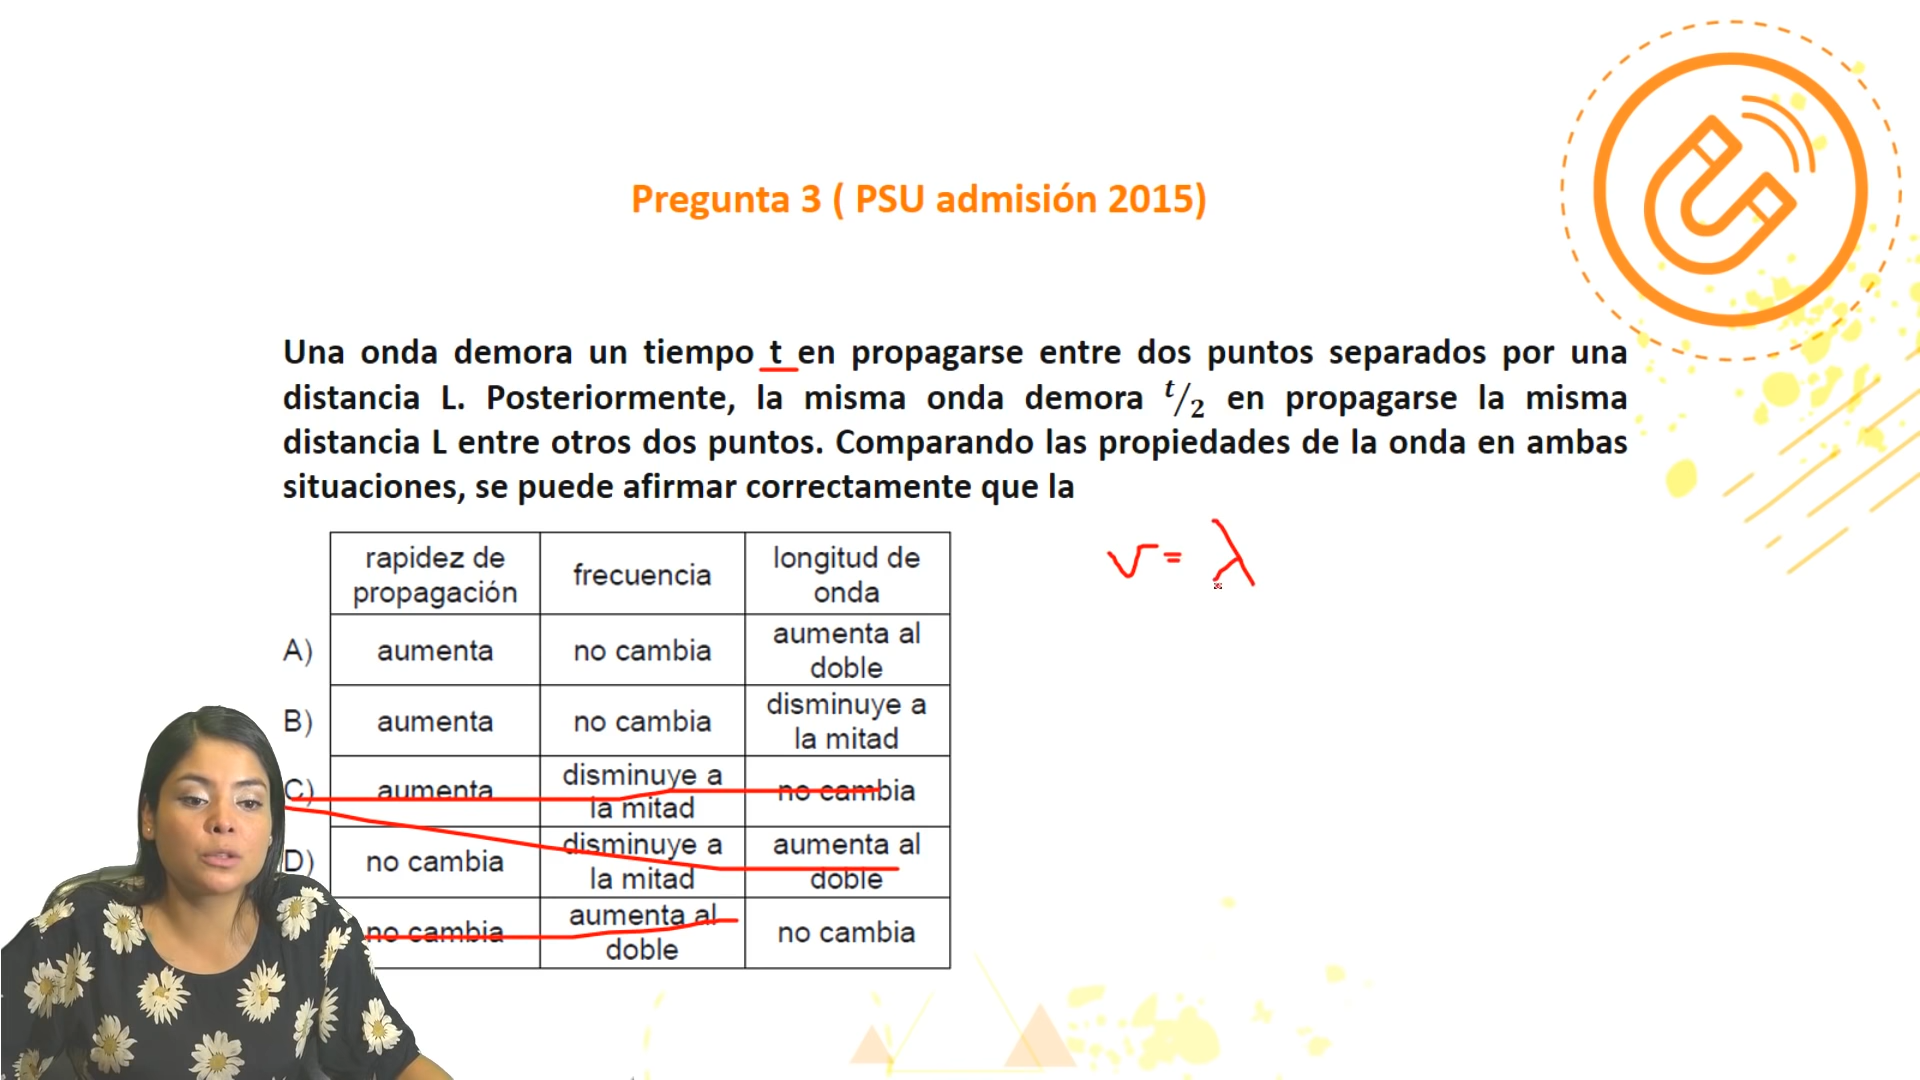 Pregunta 3 ( PSU admisión 2015)
Una onda demora un tiempo t en propagarse entre dos puntos separados por una
distancia L. Posteriormente, la misma onda demora t/2 en propagarse la misma
distancia L entre otros dos puntos. Comparando las propiedades de la onda en ambas
situaciones, se puede afirmar correctamente que la
rapidez de propagación frecuencia longitud de onda
A) aumenta no cambia aumenta al doble
B) aumenta no cambia disminuye a la mitad
C) aumenta disminuye a la mitad no cambia
D) no cambia disminuye a la mitad aumenta al doble
no cambia aumenta al doble no cambia
v = λ